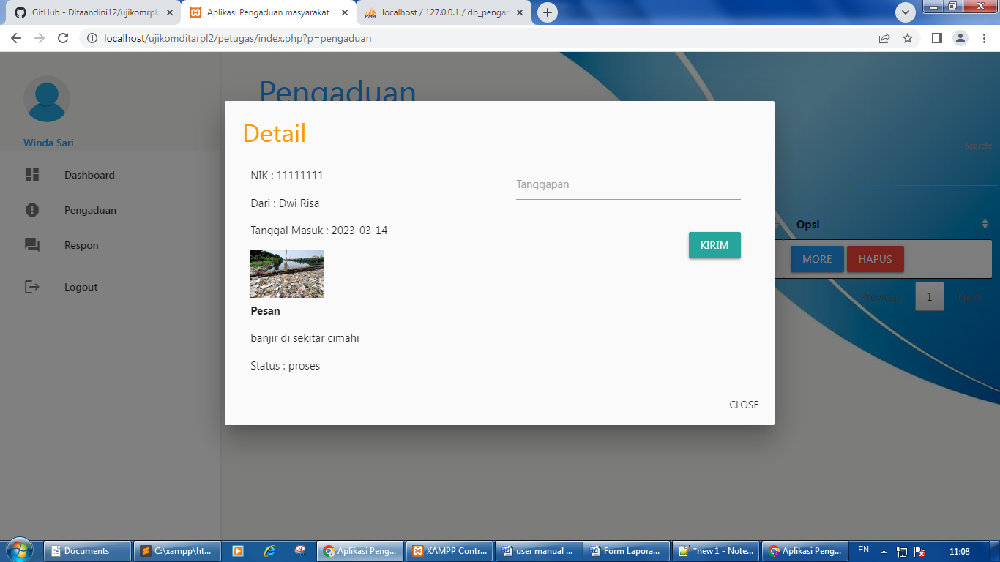 GitHub - Ditaandini12/ujikomrpl
Aplikasi Pengaduan masyarakat
localhost / 127.0.0.1 / db_pengad
localhost/ujikomditarpl2/petugas/index.php?p=pengaduan
Winda Sari
Dashboard
Pengaduan
Respon
Logout
Pengaduan
Search:
Opsi
MORE
HAPUS
Previous
1
Next
Detail
NIK : 11111111
Dari : Dwi Risa
Tanggal Masuk : 2023-03-14
Pesan
banjir di sekitar cimahi
Status : proses
Tanggapan
KIRIM
CLOSE
Documents
C:\xampp\ht...
Aplikasi Peng...
XAMPP Contr...
user manual ...
Form Lapora...
*new 1 - Note...
Aplikasi Peng...
EN
11:08